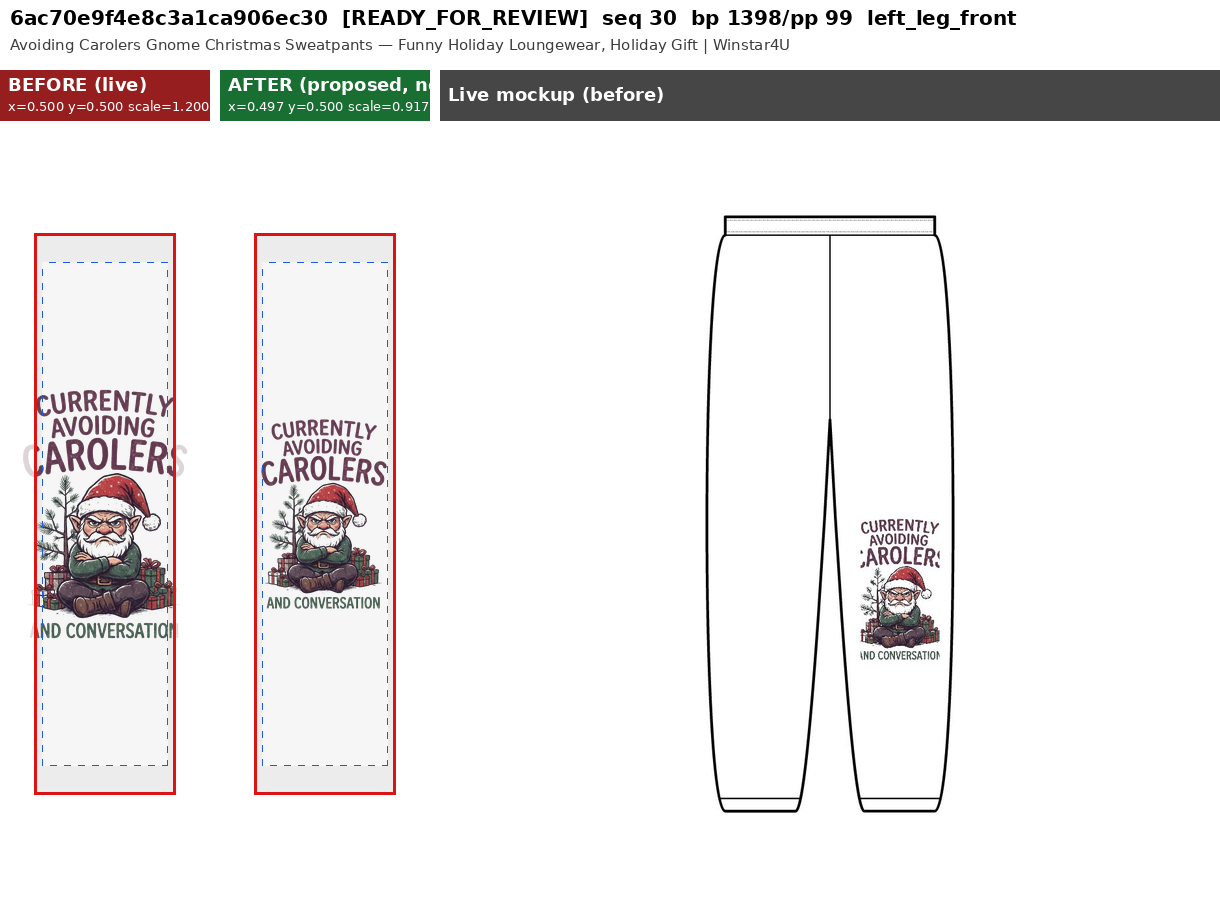 6ac70e9f4e8c3a1ca906ec30 [READY_FOR_REVIEW] seq 30 bp 1398/pp 99 left_leg_front
Avoiding Carolers Gnome Christmas Sweatpants — Funny Holiday Loungewear, Holiday Gift | Winstar4U
BEFORE (live)
x=0.500 y=0.500 scale=1.200
AFTER (proposed, n
x=0.497 y=0.500 scale=0.917
Live mockup (before)
CURRENTLY
AVOIDING
CAROLERS
AND CONVERSATION
CURRENTLY
AVOIDING
CAROLERS
AND CONVERSATION
CURRENTLY
AVOIDING
CAROLERS
AND CONVERSATION